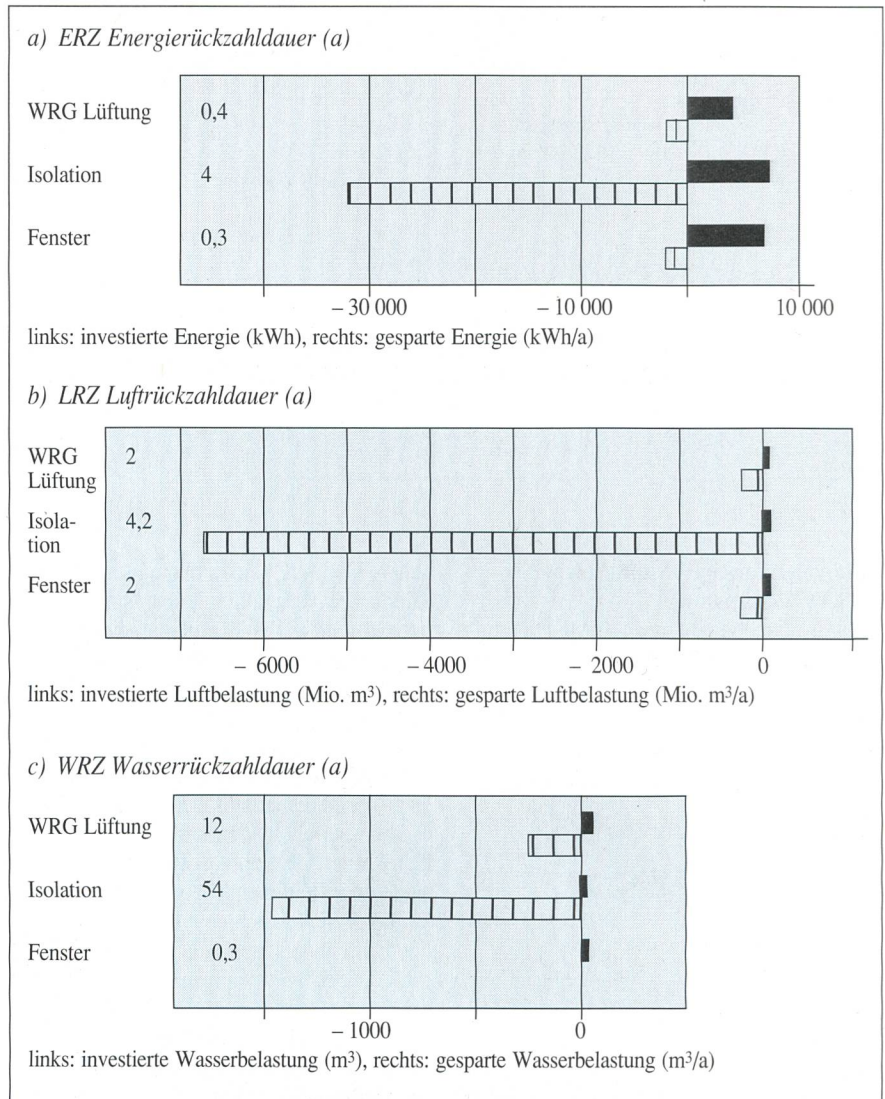 a) ERZ Energierückzahldauer (a)
WRG Lüftung 0,4
Isolation 4
Fenster 0,3
– 30 000 – 10 000 10 000
links: investierte Energie (kWh), rechts: gesparte Energie (kWh/a)
b) LRZ Luftrückzahldauer (a)
WRG 2
Lüftung
Isola- 4,2
tion
Fenster 2
– 6000 – 4000 – 2000 0
links: investierte Luftbelastung (Mio. m³), rechts: gesparte Luftbelastung (Mio. m³/a)
c) WRZ Wasserrückzahldauer (a)
WRG Lüftung 12
Isolation 54
Fenster 0,3
– 1000 0
links: investierte Wasserbelastung (m³), rechts: gesparte Wasserbelastung (m³/a)